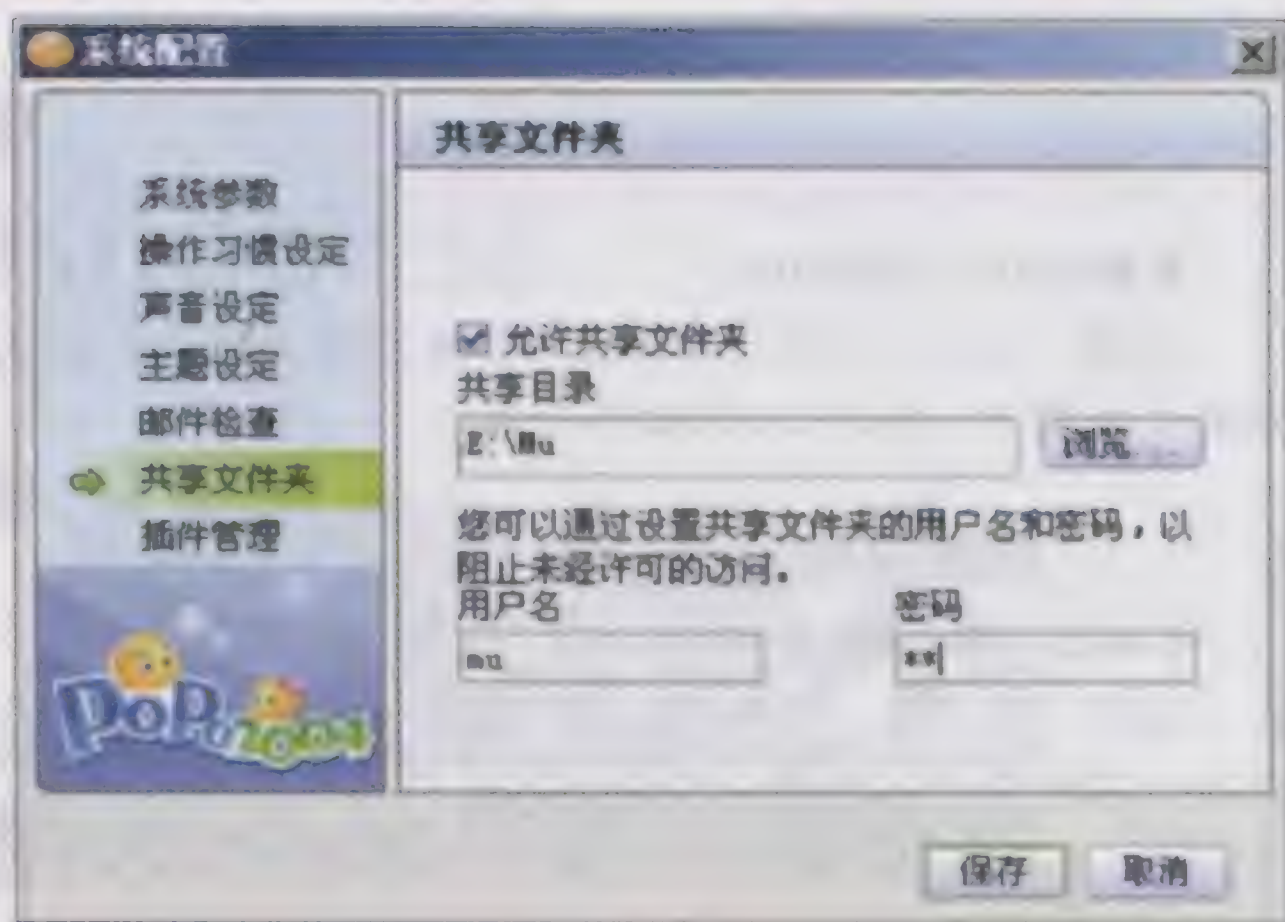 系统配置
共享文件夹
系统参数
操作习惯设定
声音设定
主题设定
邮件检查
共享文件夹
插件管理
允许共享文件夹
共享目录
E:\Mu
浏览...
您可以通过设置共享文件夹的用户名和密码，以
阻止未经许可的访问。
用户名
密码
mu
**
PoPo2004
保存
取消